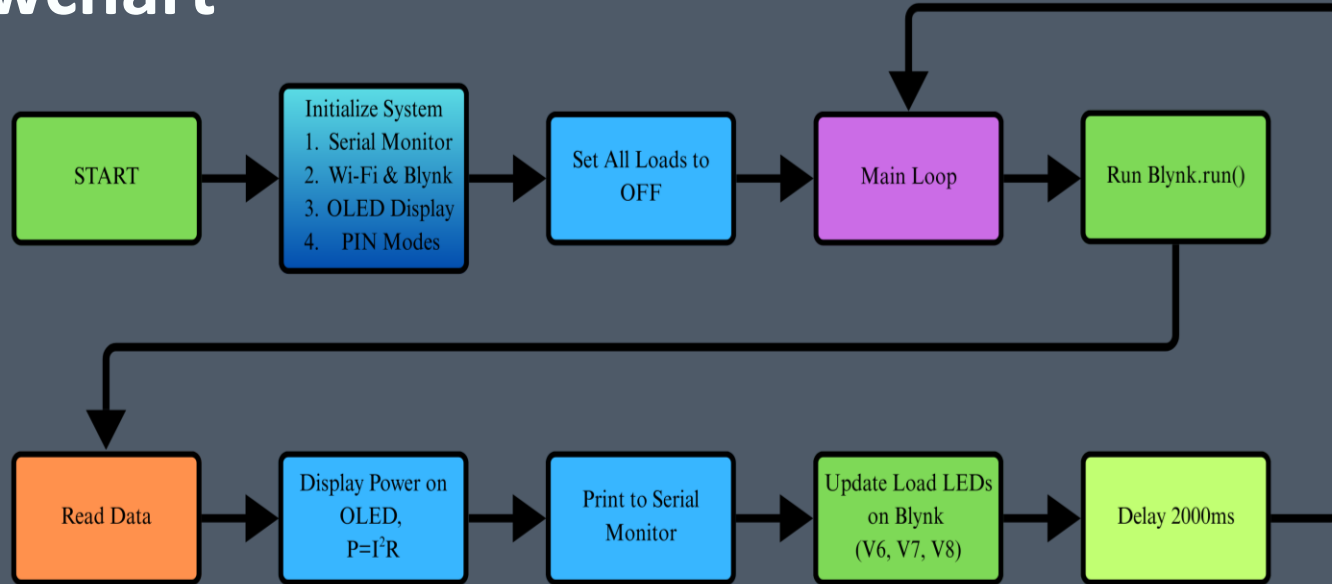 START
Initialize System
1. Serial Monitor
2. Wi-Fi & Blynk
3. OLED Display
4. PIN Modes
Set All Loads to
OFF
Main Loop
Run Blynk.run()
Read Data
Display Power on
OLED,
P=I²R
Print to Serial
Monitor
Update Load LEDs
on Blynk
(V6, V7, V8)
Delay 2000ms